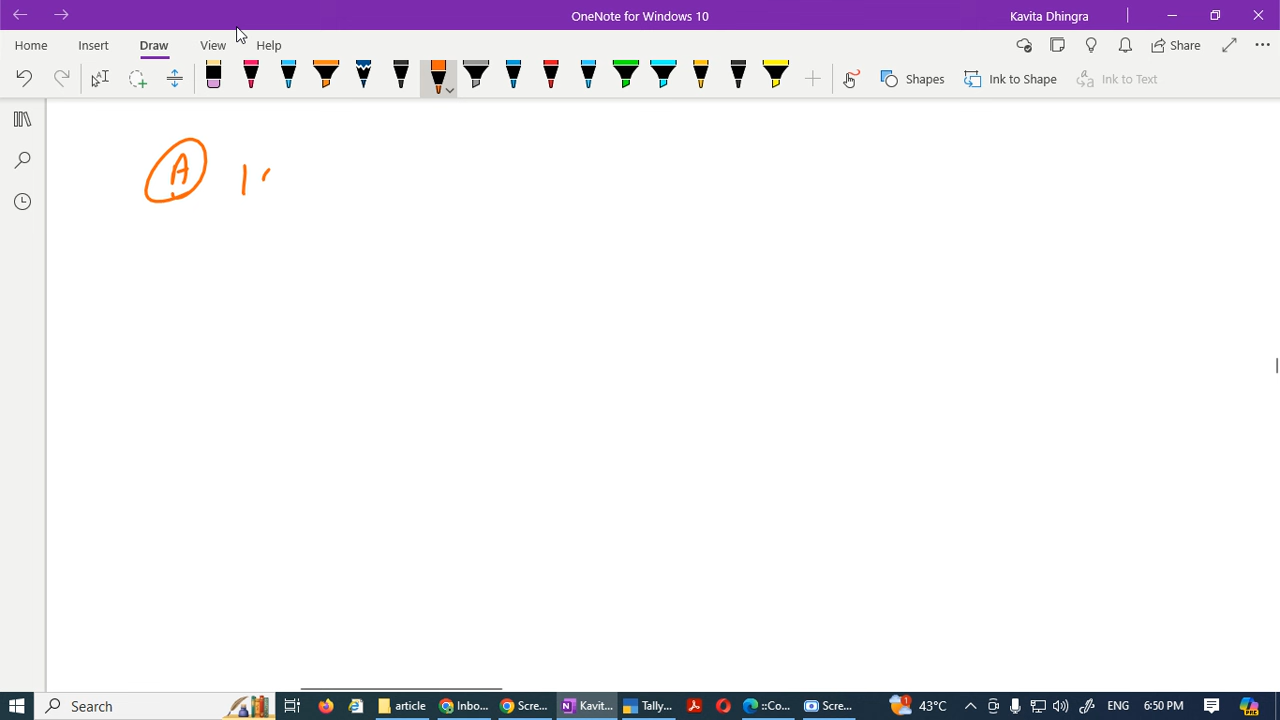 OneNote for Windows 10
Kavita Dhingra
Home Insert Draw View Help
Share
Shapes Ink to Shape Ink to Text
A
Search
article Inbo... Scre... Kavit... Tally... ::Co... Scre... 43°C ENG 6:50 PM